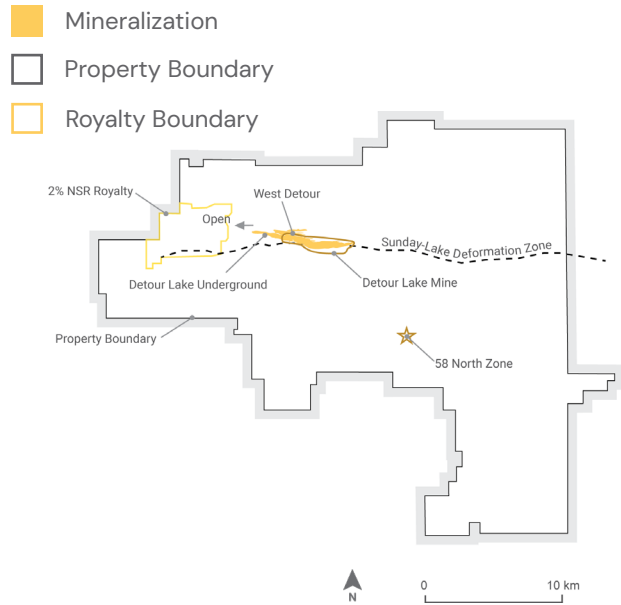 Mineralization
Property Boundary
Royalty Boundary
2% NSR Royalty
West Detour
Open
Sunday Lake Deformation Zone
Detour Lake Underground
Detour Lake Mine
Property Boundary
58 North Zone
N
0
10 km